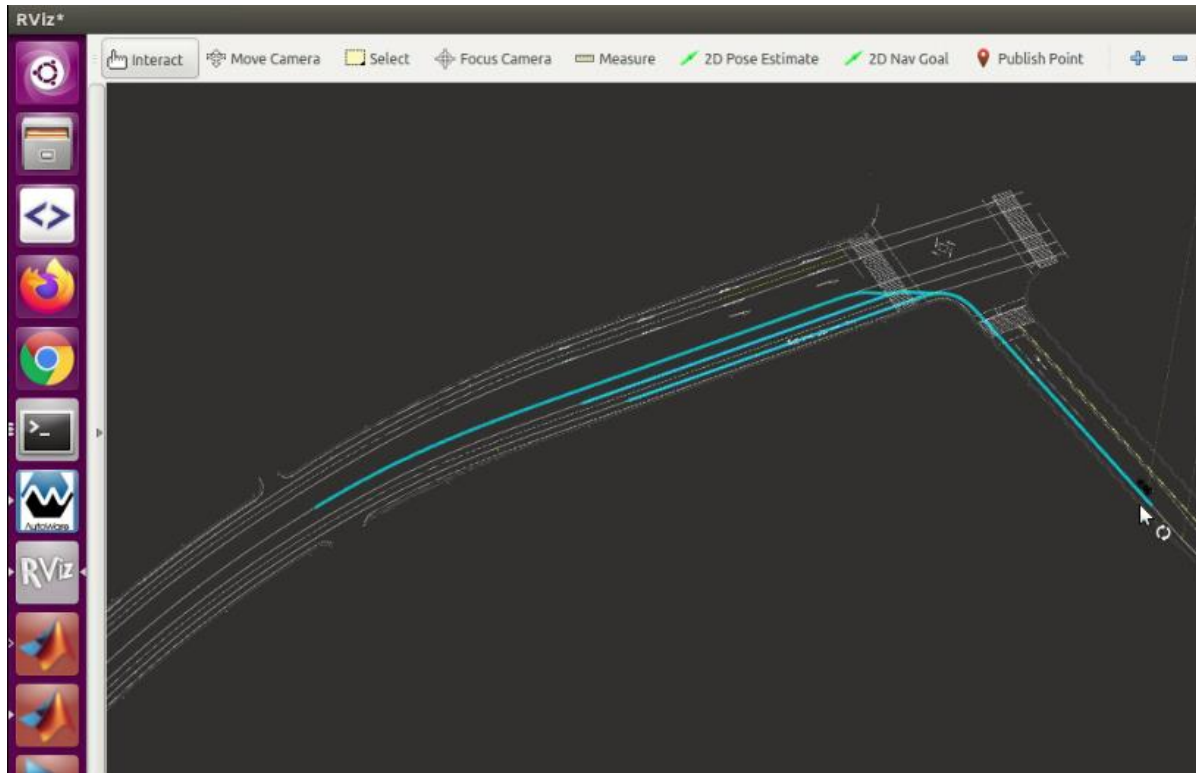 RViz*
Interact Move Camera Select Focus Camera Measure 2D Pose Estimate 2D Nav Goal Publish Point
<>
>_
AutoWare
RViz